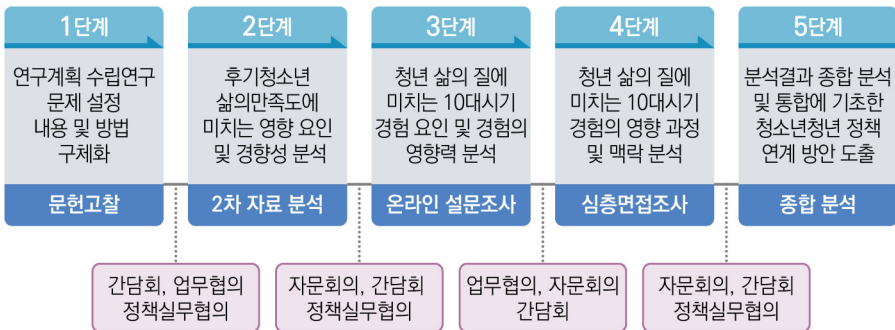 1단계
연구계획 수립연구
문제 설정
내용 및 방법
구체화
문헌고찰
2단계
후기청소년
삶의만족도에
미치는 영향 요인
및 경향성 분석
2차 자료 분석
3단계
청년 삶의 질에
미치는 10대시기
경험 요인 및 경험의
영향력 분석
온라인 설문조사
4단계
청년 삶의 질에
미치는 10대시기
경험의 영향 과정
및 맥락 분석
심층면접조사
5단계
분석결과 종합 분석
및 통합에 기초한
청소년청년 정책
연계 방안 도출
종합 분석
간담회, 업무협의
정책실무협의
자문회의, 간담회
정책실무협의
업무협의, 자문회의
간담회
자문회의, 간담회
정책실무협의